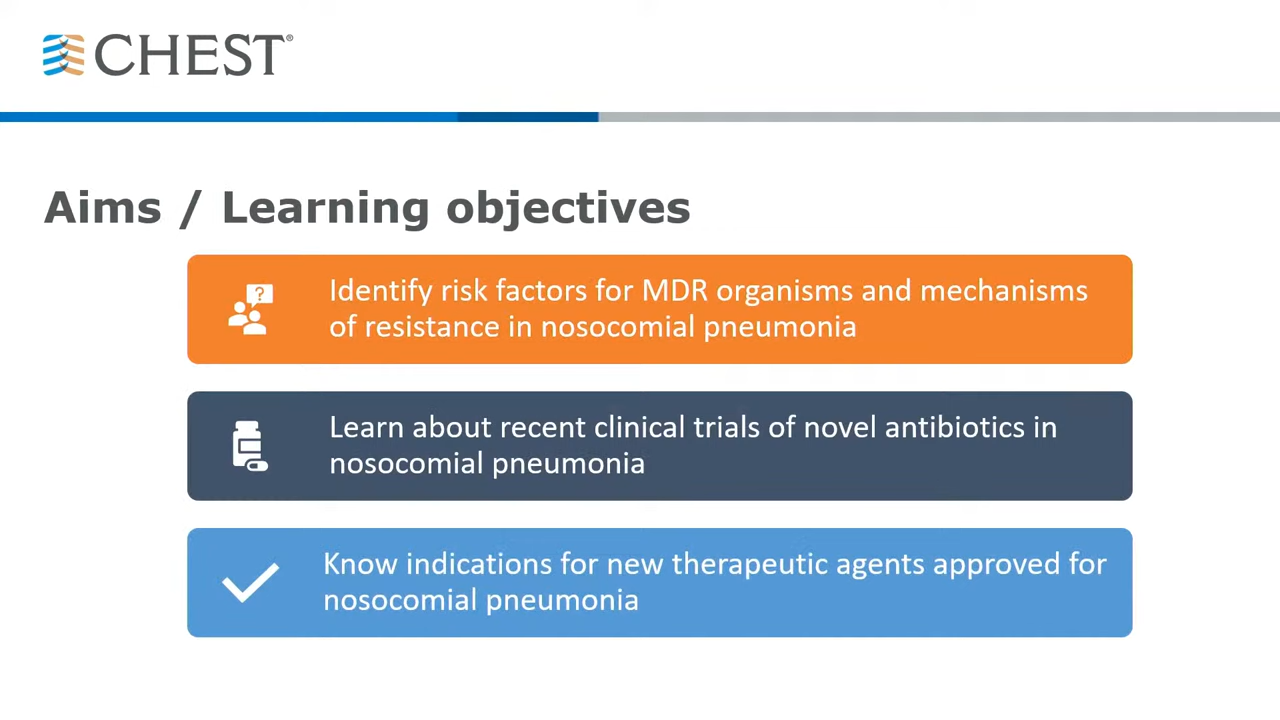 CHEST®
Aims / Learning objectives
?
Identify risk factors for MDR organisms and mechanisms
of resistance in nosocomial pneumonia
Learn about recent clinical trials of novel antibiotics in
nosocomial pneumonia
Know indications for new therapeutic agents approved for
nosocomial pneumonia